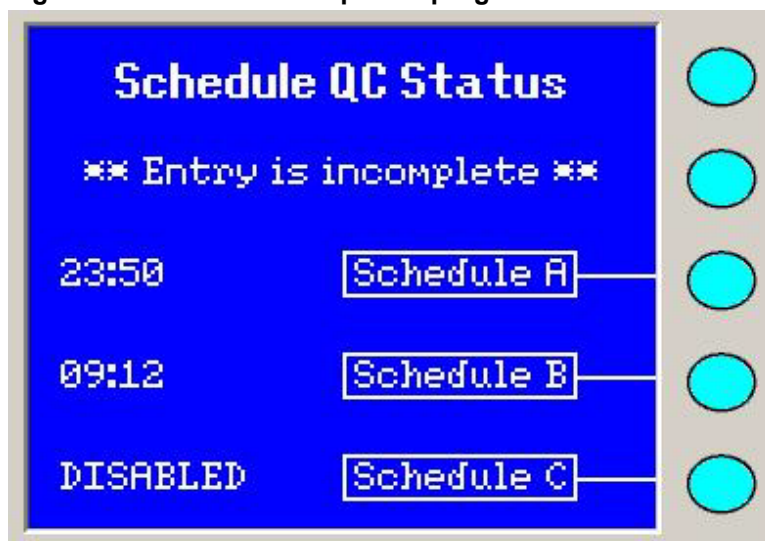 Schedule QC Status
** Entry is incomplete **
23:50 Schedule A
09:12 Schedule B
DISABLED Schedule C